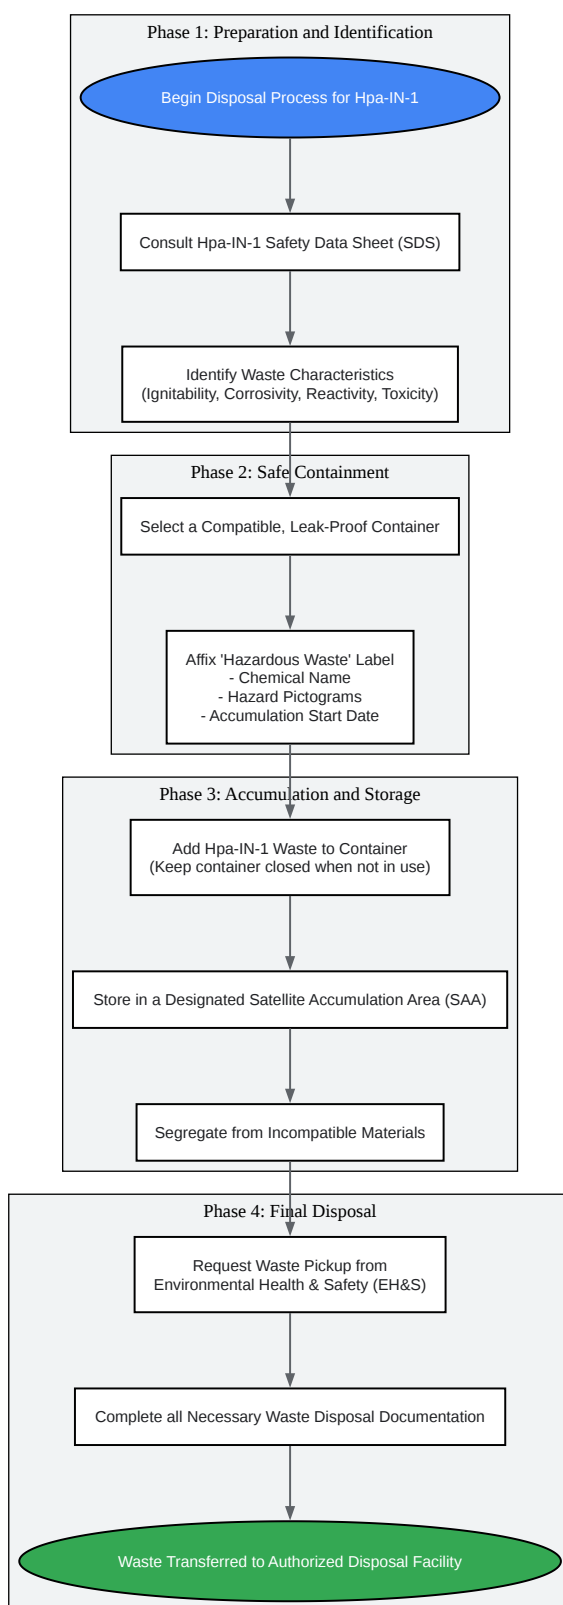 Phase 1: Preparation and Identification
Begin Disposal Process for Hpa-IN-1
Consult Hpa-IN-1 Safety Data Sheet (SDS)
Identify Waste Characteristics
(Ignitability, Corrosivity, Reactivity, Toxicity)
Phase 2: Safe Containment
Select a Compatible, Leak-Proof Container
Affix 'Hazardous Waste' Label
- Chemical Name
- Hazard Pictograms
- Accumulation Start Date
Phase 3: Accumulation and Storage
Add Hpa-IN-1 Waste to Container
(Keep container closed when not in use)
Store in a Designated Satellite Accumulation Area (SAA)
Segregate from Incompatible Materials
Phase 4: Final Disposal
Request Waste Pickup from
Environmental Health & Safety (EH&S)
Complete all Necessary Waste Disposal Documentation
Waste Transferred to Authorized Disposal Facility